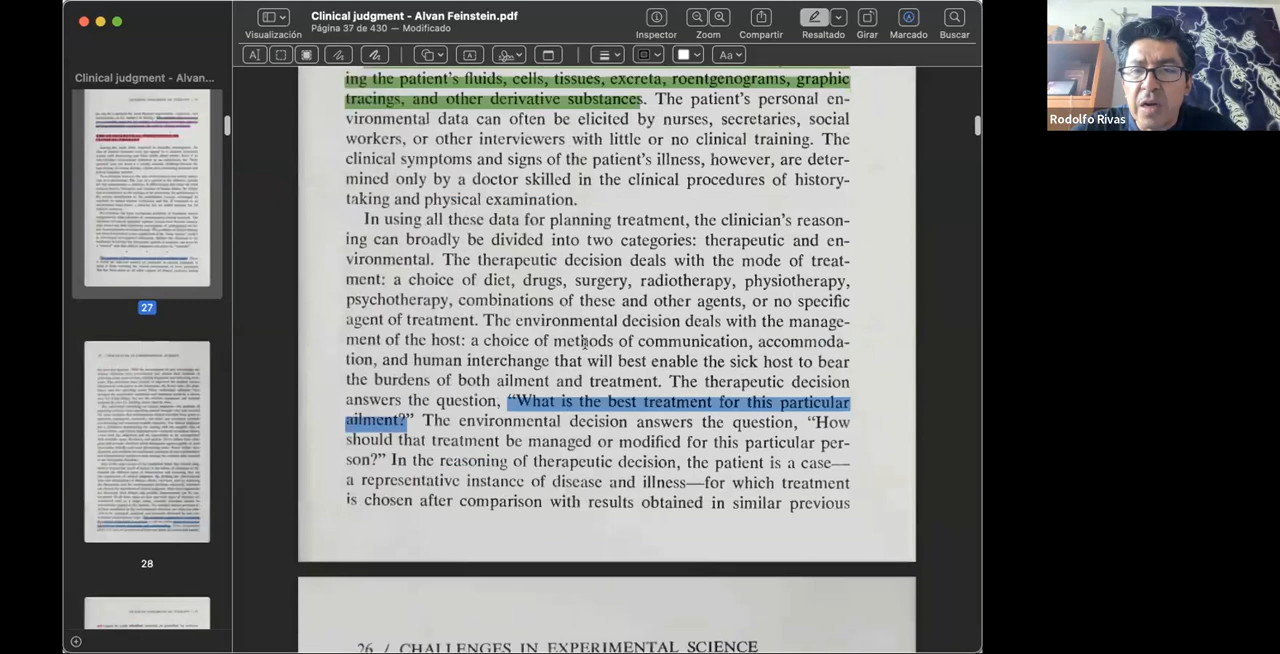 Clinical judgment - Alvan Feinstein.pdf
Página 37 de 430 — Modificado
Visualización
Inspector
Zoom
Compartir
Resaltado
Girar
Marcado
Buscar
Aa
Clinical judgment - Alvan...
27
28
ing the patient's fluids, cells, tissues, excreta, roentgenograms, graphic
tracings, and other derivative substances. The patient's personal en-
vironmental data can often be elicited by nurses, secretaries, social
workers, and other people with little or no clinical training. The
clinical symptoms and signs of a patient's illness, however, are deter-
mined only by someone skilled in the clinical procedures of history-
taking and physical examination.
In using all these data for planning treatment, the clinician's reason-
ing can broadly be divided into two categories: therapeutic and en-
vironmental. The therapeutic decision deals with the mode of treat-
ment: a choice of diet, drugs, surgery, radiotherapy, physiotherapy,
psychotherapy, combinations of these and other agents, or no specific
agent of treatment. The environmental decision deals with the manage-
ment of the host: a choice of methods of communication, accommoda-
tion, and human interchange that will best enable the sick host to bear
the burdens of both ailment and treament. The therapeutic decision
answers the question, "What is the best treatment for this particular
ailment?" The environmental decision answers the question, "How
should that treatment be managed or modified for this particular per-
son?" In the reasoning of a therapeutic decision, the patient is a case—
a representative instance of disease and illness—for which treatment
is chosen after comparison with results obtained in similar previous
26 / CHALLENGES IN EXPERIMENTAL SCIENCE
Rodolfo Rivas